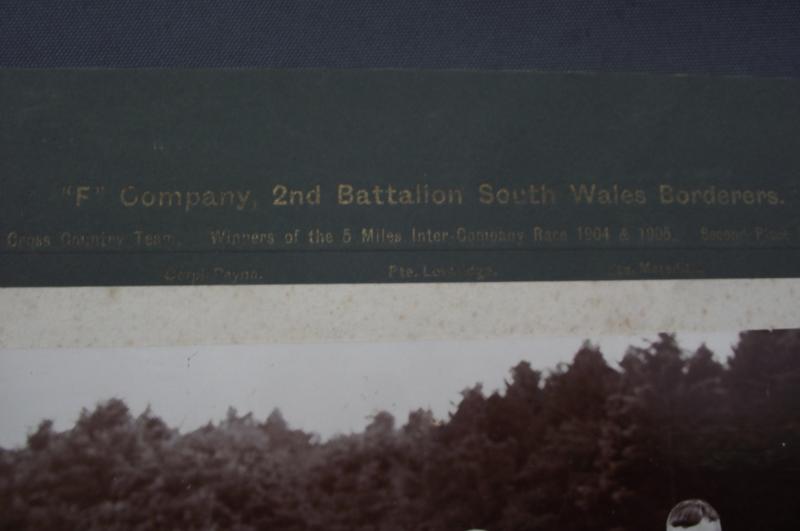 "F" Company, 2nd Battalion South Wales Borderers.
Cross Country Team. Winners of the 5 Miles Inter-Company Race 1904 & 1905. Second Place
Corpl. Payne. Pte. Pte.